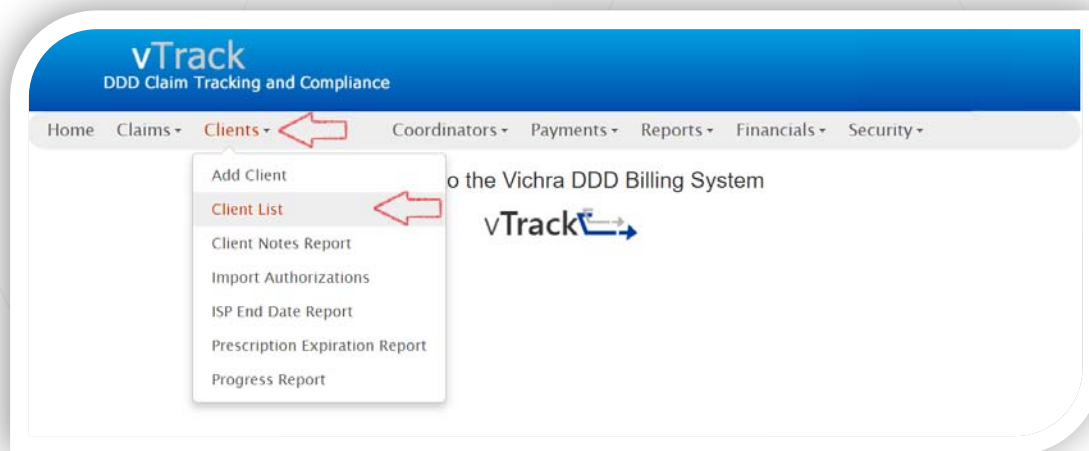 vTrack
DDD Claim Tracking and Compliance
Home Claims Clients Coordinators Payments Reports Financials Security
Add Client
o the Vichra DDD Billing System
Client List
vTrack
Client Notes Report
Import Authorizations
ISP End Date Report
Prescription Expiration Report
Progress Report